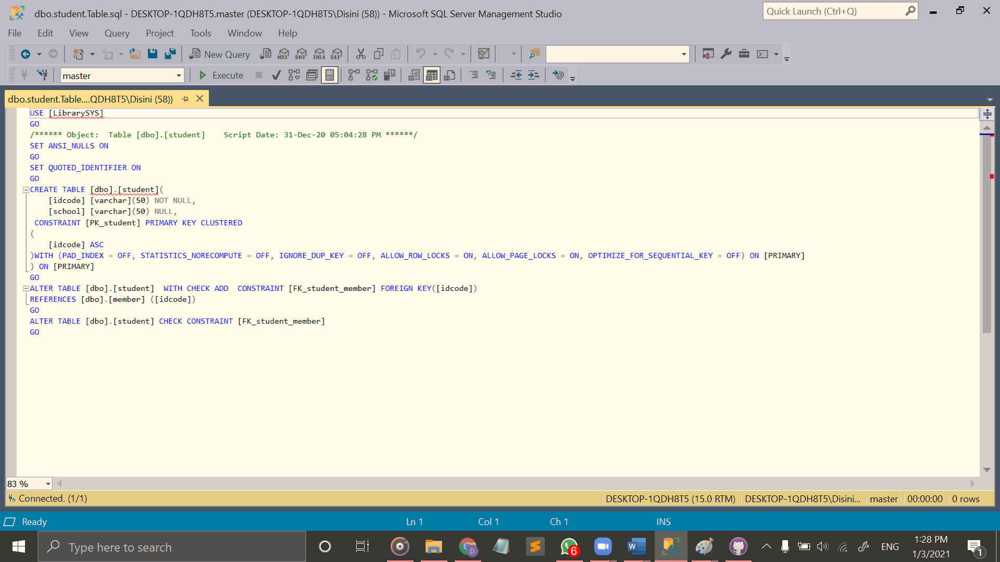 dbo.student.Table.sql - DESKTOP-1QDH8T5.master (DESKTOP-1QDH8T5\Disini (58)) - Microsoft SQL Server Management Studio
Quick Launch (Ctrl+Q)
File Edit View Query Project Tools Window Help
New Query MDX DMX XMLA DAX
master Execute
dbo.student.Table....QDH8T5\Disini (58))
USE [LibrarySYS]
GO
/****** Object:  Table [dbo].[student]    Script Date: 31-Dec-20 05:04:28 PM ******/
SET ANSI_NULLS ON
GO
SET QUOTED_IDENTIFIER ON
GO
CREATE TABLE [dbo].[student](
    [idcode] [varchar](50) NOT NULL,
    [school] [varchar](50) NULL,
 CONSTRAINT [PK_student] PRIMARY KEY CLUSTERED
(
    [idcode] ASC
)WITH (PAD_INDEX = OFF, STATISTICS_NORECOMPUTE = OFF, IGNORE_DUP_KEY = OFF, ALLOW_ROW_LOCKS = ON, ALLOW_PAGE_LOCKS = ON, OPTIMIZE_FOR_SEQUENTIAL_KEY = OFF) ON [PRIMARY]
) ON [PRIMARY]
GO
ALTER TABLE [dbo].[student]  WITH CHECK ADD  CONSTRAINT [FK_student_member] FOREIGN KEY([idcode])
REFERENCES [dbo].[member] ([idcode])
GO
ALTER TABLE [dbo].[student] CHECK CONSTRAINT [FK_student_member]
GO
83 %
Connected. (1/1) DESKTOP-1QDH8T5 (15.0 RTM) DESKTOP-1QDH8T5\Disini... master 00:00:00 0 rows
Ready Ln 1 Col 1 Ch 1 INS
Type here to search D 6 W ENG 1:28 PM 1
1/3/2021